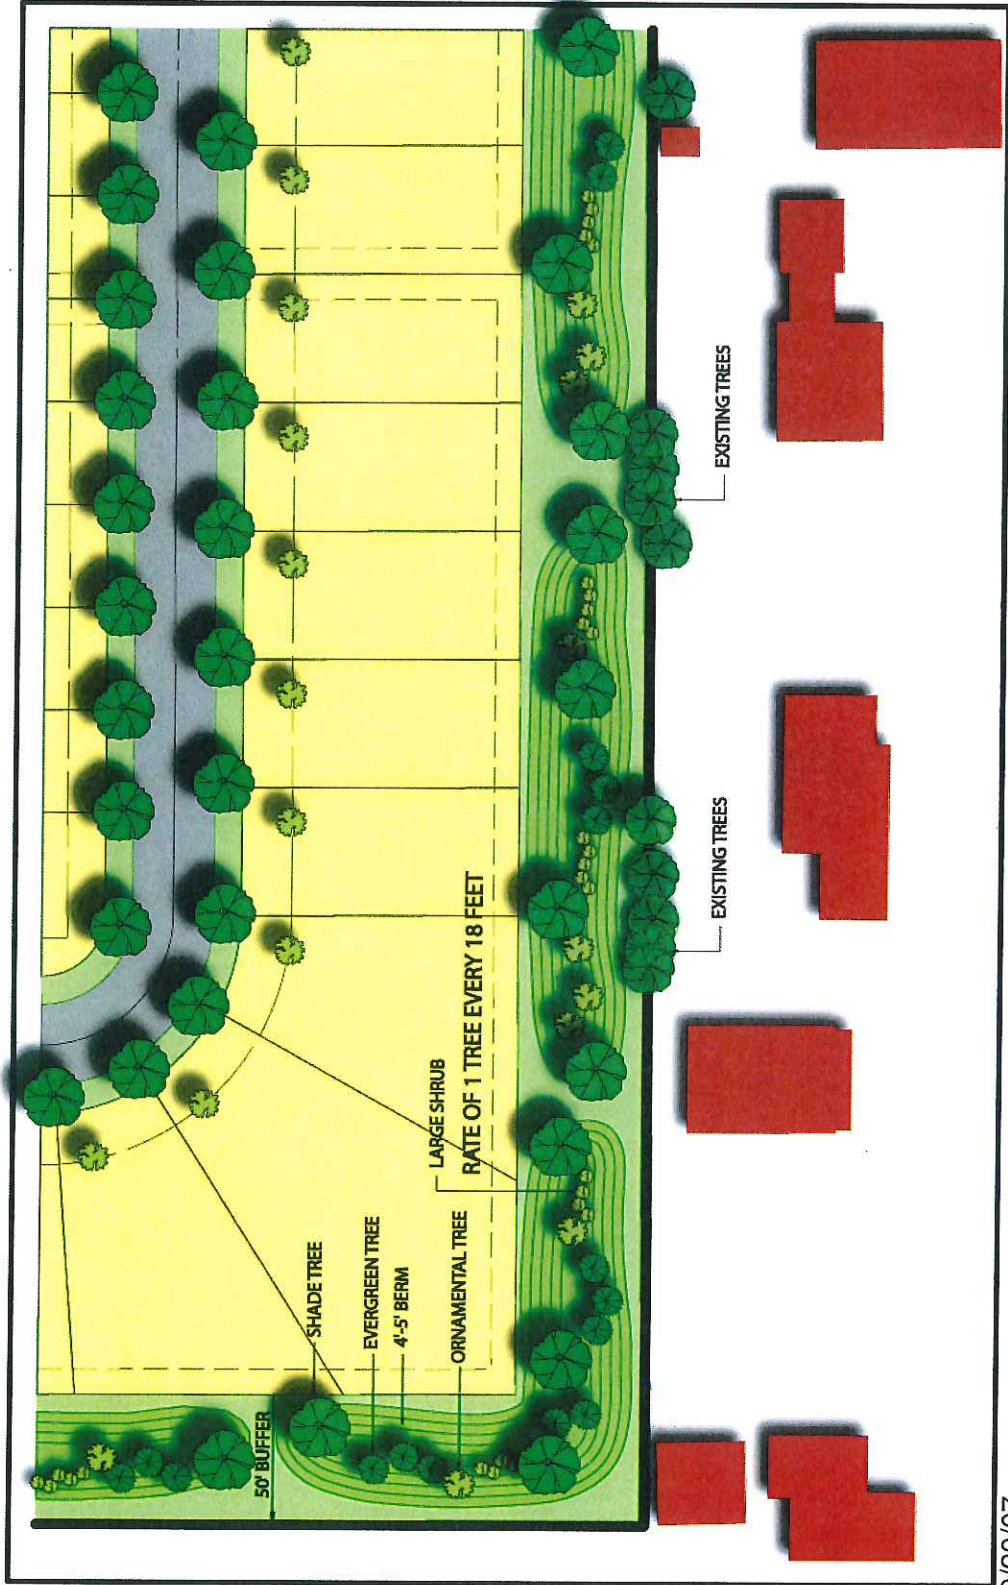 50' BUFFER
SHADE TREE
EVERGREEN TREE
4'-5' BERM
ORNAMENTAL TREE
LARGE SHRUB
RATE OF 1 TREE EVERY 18 FEET
EXISTING TREES
EXISTING TREES